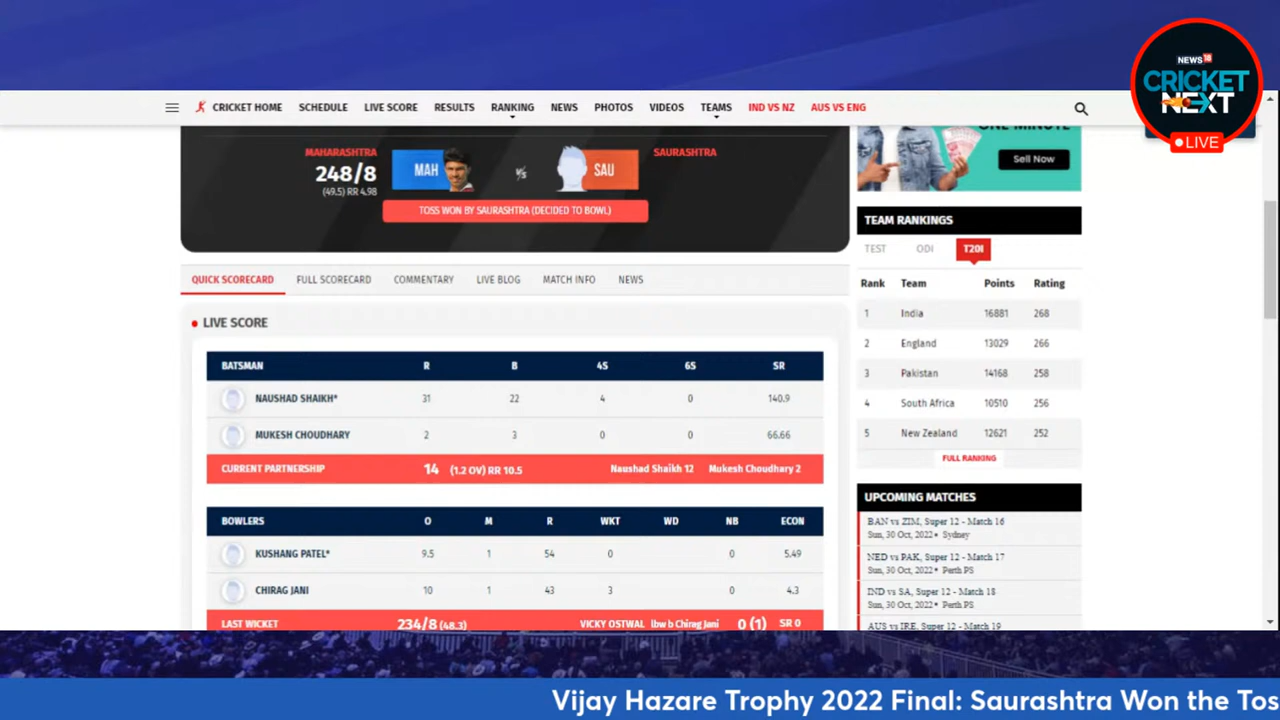 NEWS18
CRICKET
NEXT
LIVE
CRICKET HOME SCHEDULE LIVE SCORE RESULTS RANKING NEWS PHOTOS VIDEOS TEAMS IND VS NZ AUS VS ENG
MAHARASHTRA
248/8
(49.5) RR 4.98
MAH
V/S
SAU
SAURASHTRA
TOSS WON BY SAURASHTRA (DECIDED TO BOWL)
ONE MINUTE
Sell Now
QUICK SCORECARD FULL SCORECARD COMMENTARY LIVE BLOG MATCH INFO NEWS
LIVE SCORE
BATSMAN R B 4S 6S SR
NAUSHAD SHAIKH* 31 22 4 0 140.9
MUKESH CHOUDHARY 2 3 0 0 66.66
CURRENT PARTNERSHIP 14 (1.2 OV) RR 10.5 Naushad Shaikh 12 Mukesh Choudhary 2
BOWLERS O M R WKT WD NB ECON
KUSHANG PATEL* 9.5 1 54 0 0 5.49
CHIRAG JANI 10 1 43 3 0 4.3
LAST WICKET 234/8 (48.3) VICKY OSTWAL lbw b Chirag Jani 0 (1) SR 0
TEAM RANKINGS
TEST ODI T20I
Rank Team Points Rating
1 India 16881 268
2 England 13029 266
3 Pakistan 14168 258
4 South Africa 10510 256
5 New Zealand 12621 252
FULL RANKING
UPCOMING MATCHES
BAN vs ZIM, Super 12 - Match 16
Sun, 30 Oct, 2022 • Sydney
NED vs PAK, Super 12 - Match 17
Sun, 30 Oct, 2022 • Perth PS
IND vs SA, Super 12 - Match 18
Sun, 30 Oct, 2022 • Perth PS
AUS vs IRE, Super 12 - Match 19
Vijay Hazare Trophy 2022 Final: Saurashtra Won the Tos